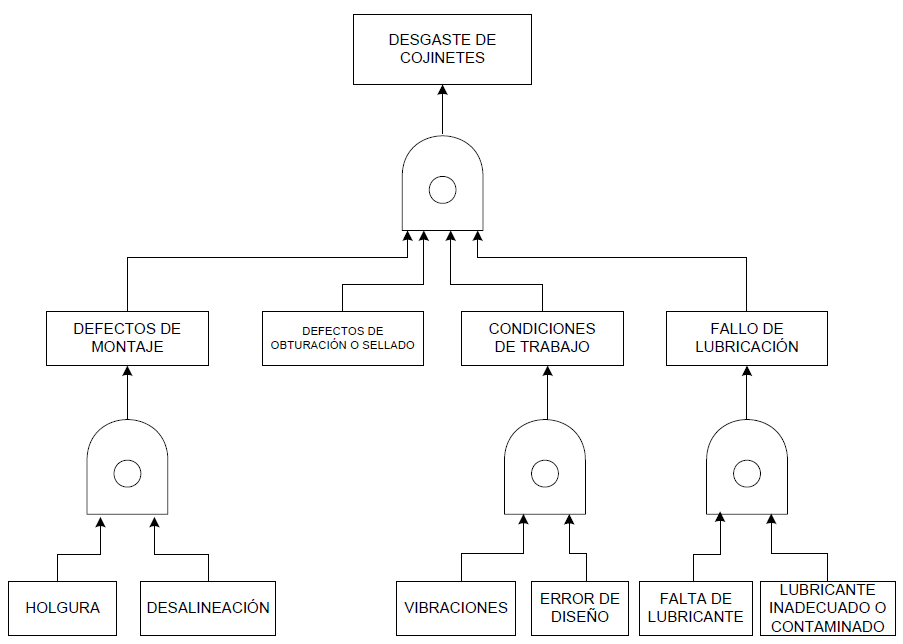 DESGASTE DE
COJINETES
DEFECTOS DE
MONTAJE
DEFECTOS DE
OBTURACIÓN O SELLADO
CONDICIONES
DE TRABAJO
FALLO DE
LUBRICACIÓN
HOLGURA
DESALINEACIÓN
VIBRACIONES
ERROR DE
DISEÑO
FALTA DE
LUBRICANTE
LUBRICANTE
INADECUADO O
CONTAMINADO